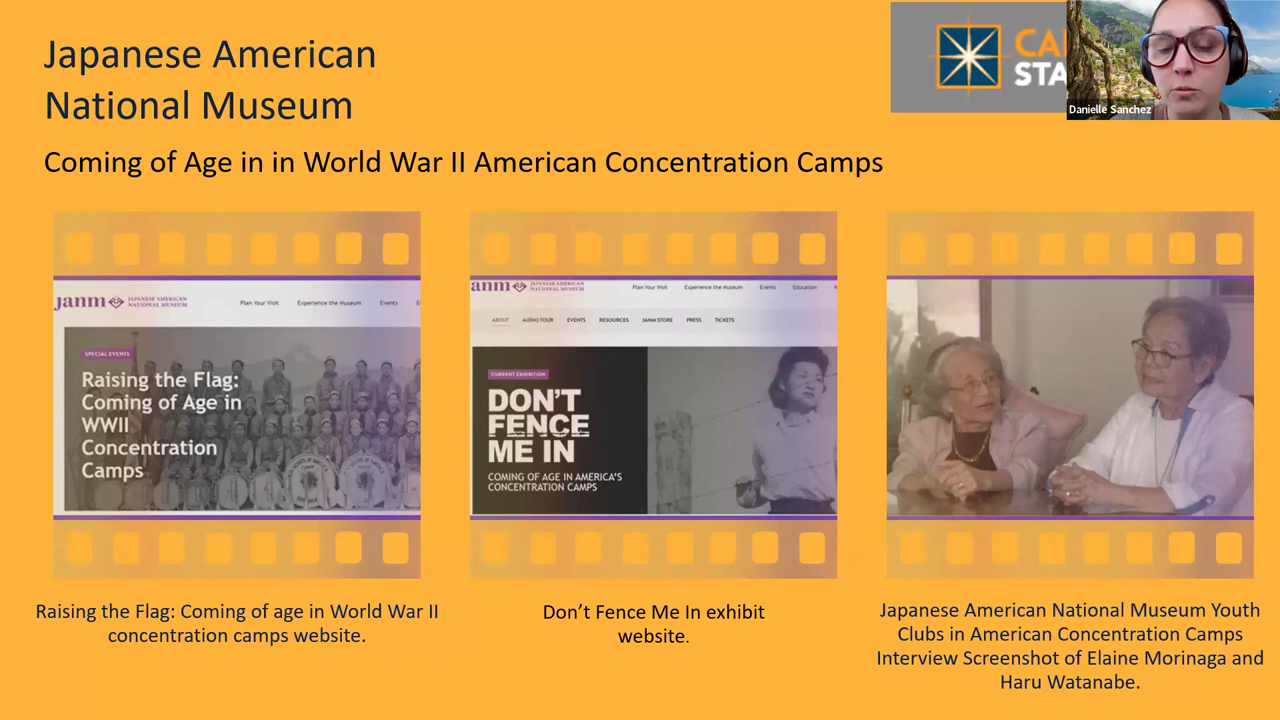 Japanese American
National Museum
CA
STA
Danielle Sanchez
Coming of Age in in World War II American Concentration Camps
janm JAPANESE AMERICAN
NATIONAL MUSEUM
Plan Your Visit Experience the Museum Events E
SPECIAL EVENTS
Raising the Flag:
Coming of Age in
WWII
Concentration
Camps
anm JAPANESE AMERICAN
NATIONAL MUSEUM
Plan Your Visit Experience the Museum Events Education
ABOUT AUDIO TOUR EVENTS RESOURCES JANM STORE PRESS TICKETS
CURRENT EXHIBITION
DON'T
FENCE
ME IN
COMING OF AGE IN AMERICA'S
CONCENTRATION CAMPS
Raising the Flag: Coming of age in World War II
concentration camps website.
Don't Fence Me In exhibit
website.
Japanese American National Museum Youth
Clubs in American Concentration Camps
Interview Screenshot of Elaine Morinaga and
Haru Watanabe.